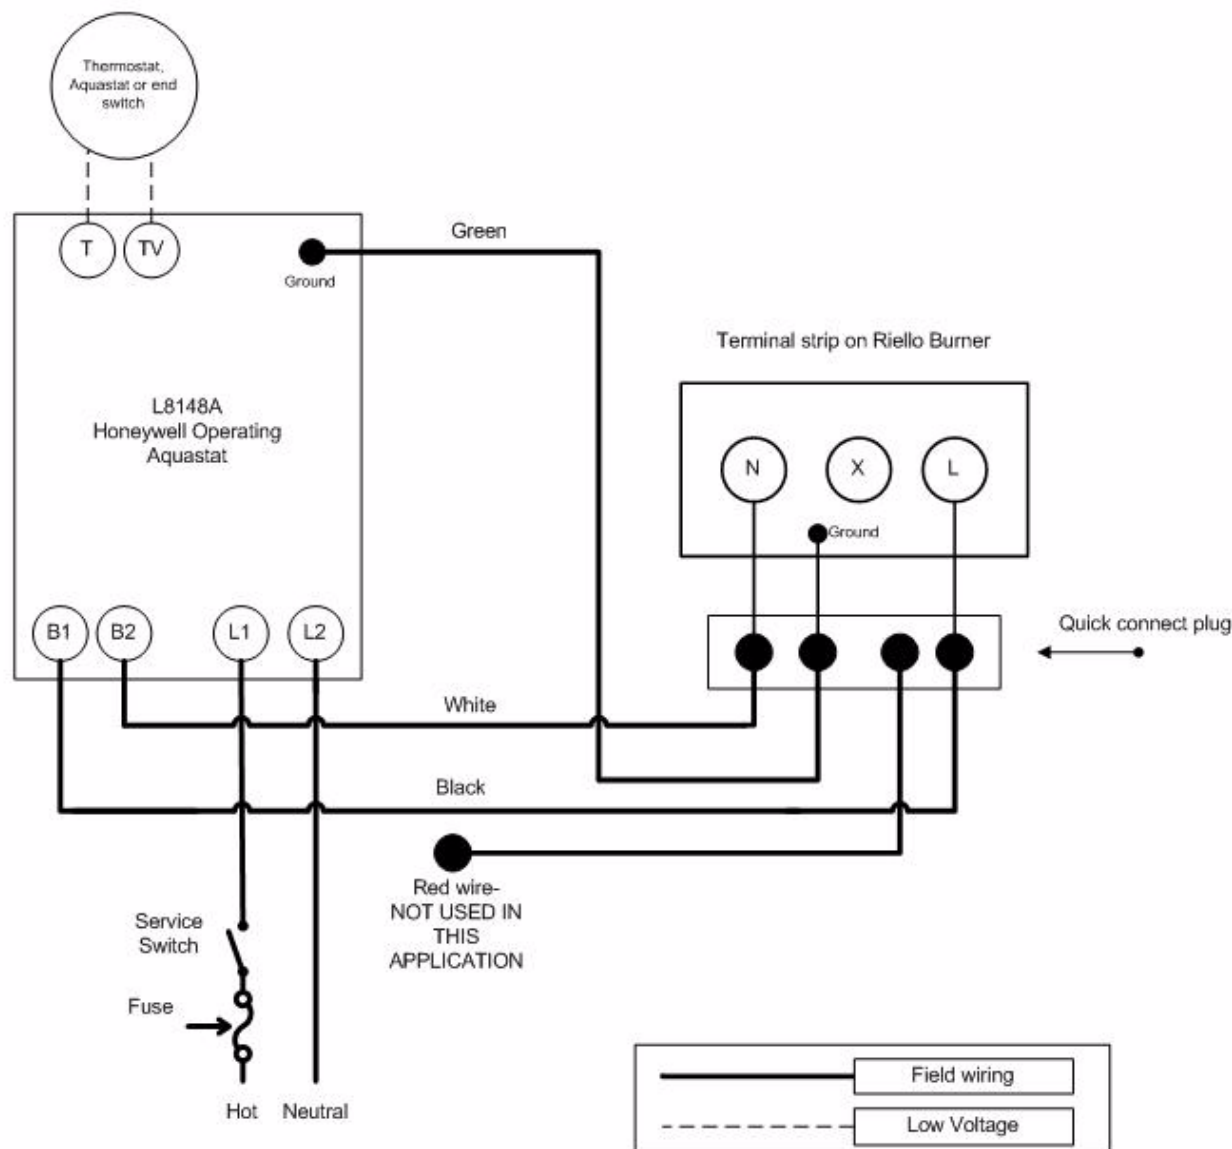 Thermostat,
Aquastat or end
switch
T
TV
Green
Ground
Terminal strip on Riello Burner
L8148A
Honeywell Operating
Aquastat
N
X
L
Ground
B1
B2
L1
L2
Quick connect plug
White
Black
Red wire-
NOT USED IN
THIS
APPLICATION
Service
Switch
Fuse
Hot
Neutral
Field wiring
Low Voltage